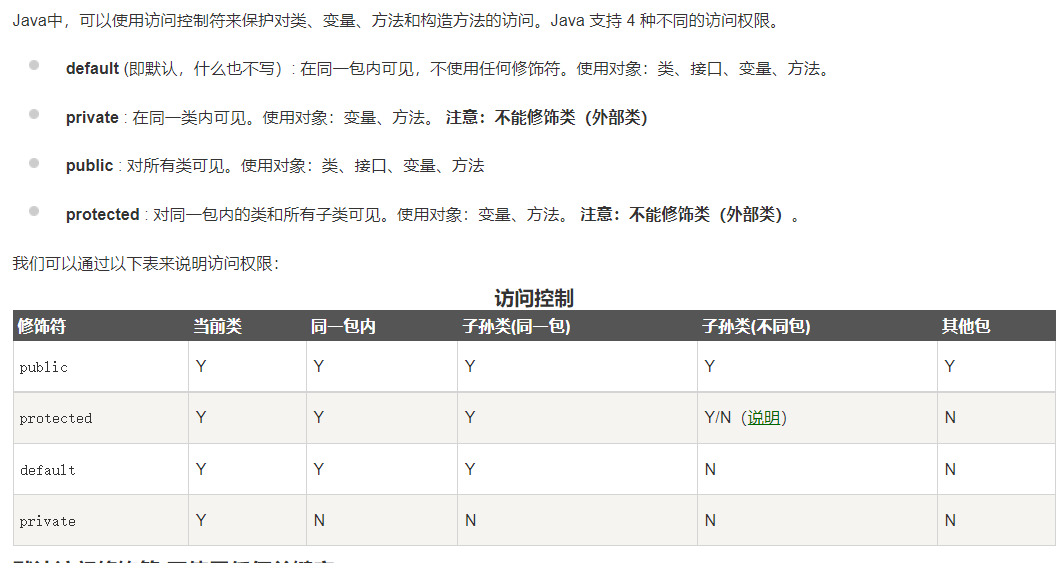 Java中，可以使用访问控制符来保护对类、变量、方法和构造方法的访问。Java 支持 4 种不同的访问权限。
default (即默认，什么也不写）: 在同一包内可见，不使用任何修饰符。使用对象：类、接口、变量、方法。
private : 在同一类内可见。使用对象：变量、方法。 注意：不能修饰类（外部类）
public : 对所有类可见。使用对象：类、接口、变量、方法
protected : 对同一包内的类和所有子类可见。使用对象：变量、方法。 注意：不能修饰类（外部类）。
我们可以通过以下表来说明访问权限：
访问控制
修饰符 当前类 同一包内 子孙类(同一包) 子孙类(不同包) 其他包
public Y Y Y Y Y
protected Y Y Y Y/N（说明） N
default Y Y Y N N
private Y N N N N